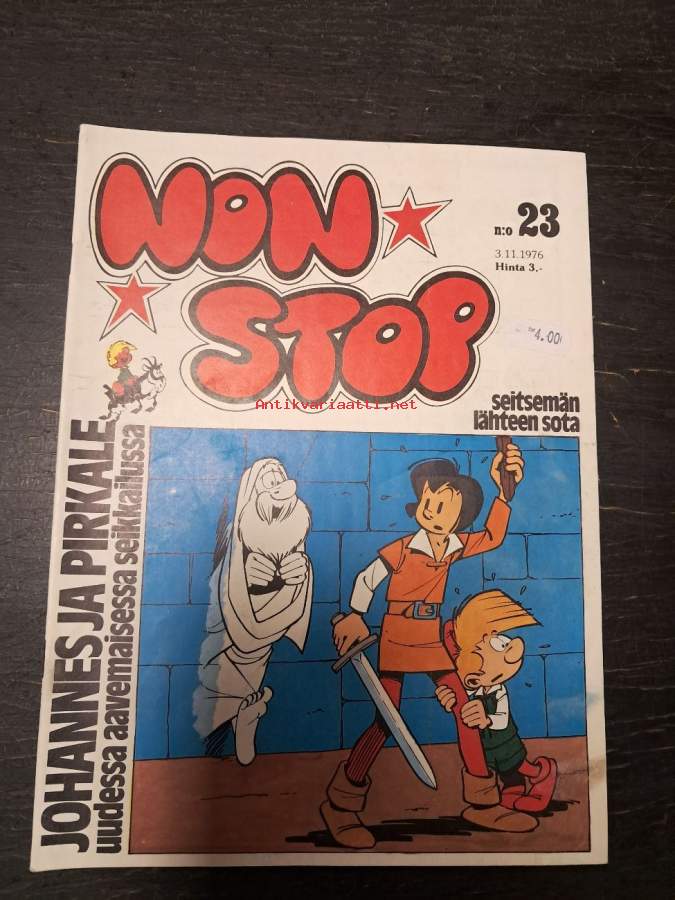 NON
STOP
n:o 23
3.11.1976
Hinta 3,-
4.00
Antikvariaatti.net
seitsemän
lähteen sota
JOHANNES JA PIRKALE
uudessa aavemaisessa seikkailussa